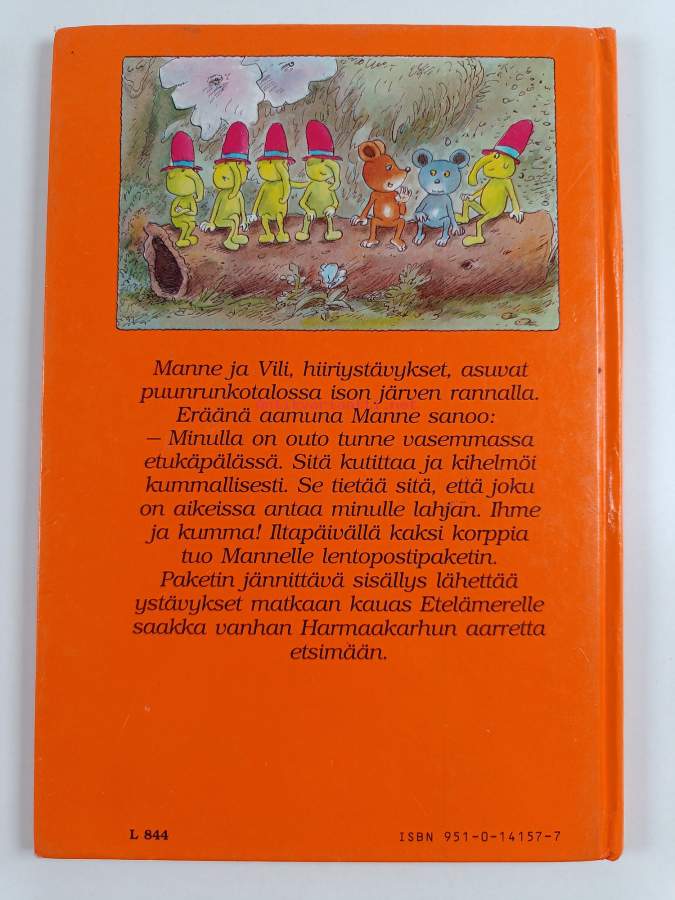 Manne ja Vili, hiiriystävykset, asuvat
puunrunkotalossa ison järven rannalla.
Eräänä aamuna Manne sanoo:
– Minulla on outo tunne vasemmassa
etukäpälässä. Sitä kutittaa ja kihelmöi
kummallisesti. Se tietää sitä, että joku
on aikeissa antaa minulle lahjan. Ihme
ja kumma! Iltapäivällä kaksi korppia
tuo Mannelle lentopostipaketin.
Paketin jännittävä sisällys lähettää
ystävykset matkaan kauas Etelämerelle
saakka vanhan Harmaakarhun aarretta
etsimään.
L 844
ISBN 951-0-14157-7